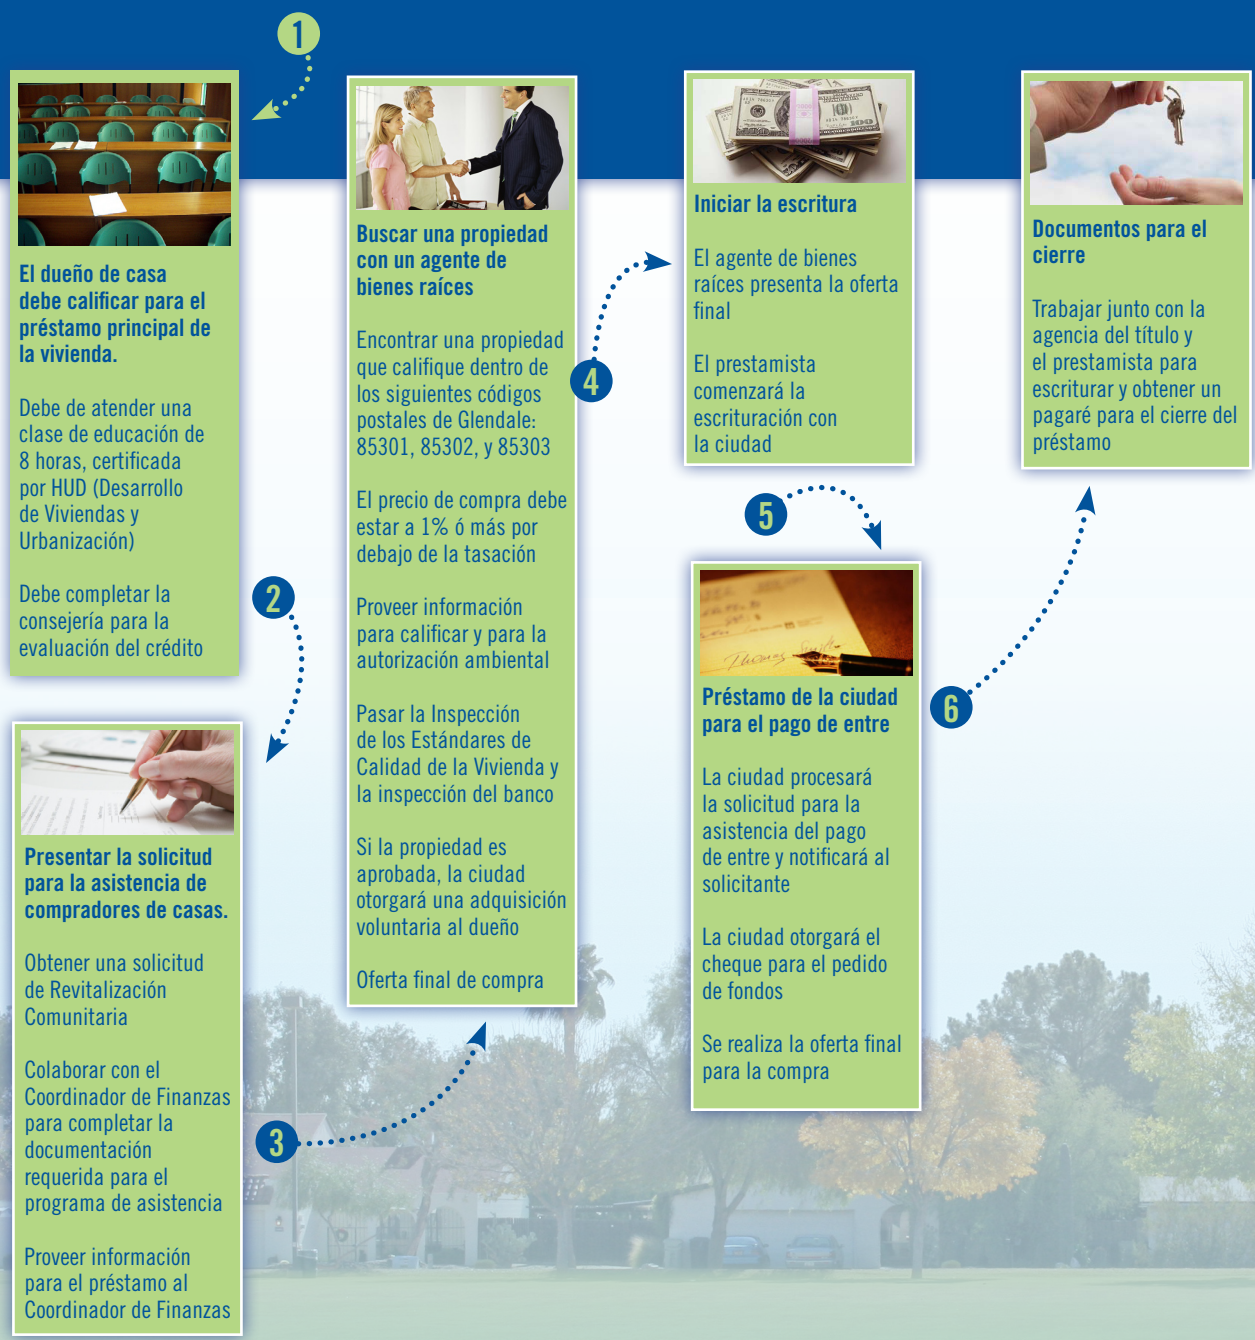 1
El dueño de casa
debe calificar para el
préstamo principal de
la vivienda.
Debe de atender una
clase de educación de
8 horas, certificada
por HUD (Desarrollo
de Viviendas y
Urbanización)
Debe completar la
consejería para la
evaluación del crédito
2
Presentar la solicitud
para la asistencia de
compradores de casas.
Obtener una solicitud
de Revitalización
Comunitaria
Colaborar con el
Coordinador de Finanzas
para completar la
documentación
requerida para el
programa de asistencia
Proveer información
para el préstamo al
Coordinador de Finanzas
3
Buscar una propiedad
con un agente de
bienes raíces
Encontrar una propiedad
que califique dentro de
los siguientes códigos
postales de Glendale:
85301, 85302, y 85303
El precio de compra debe
estar a 1% ó más por
debajo de la tasación
Proveer información
para calificar y para la
autorización ambiental
Pasar la Inspección
de los Estándares de
Calidad de la Vivienda y
la inspección del banco
Si la propiedad es
aprobada, la ciudad
otorgará una adquisición
voluntaria al dueño
Oferta final de compra
4
100
Iniciar la escritura
El agente de bienes
raíces presenta la oferta
final
El prestamista
comenzará la
escrituración con
la ciudad
5
Thomas
Préstamo de la ciudad
para el pago de entre
La ciudad procesará
la solicitud para la
asistencia del pago
de entre y notificará al
solicitante
La ciudad otorgará el
cheque para el pedido
de fondos
Se realiza la oferta final
para la compra
6
Documentos para el
cierre
Trabajar junto con la
agencia del título y
el prestamista para
escriturar y obtener un
pagaré para el cierre del
préstamo